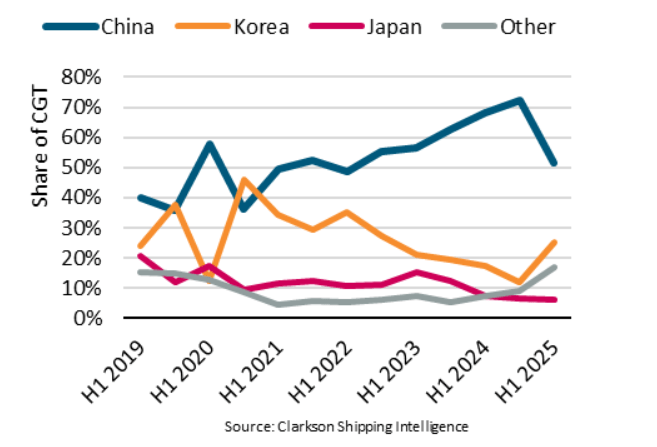 China Korea Japan Other
Share of CGT
80%
70%
60%
50%
40%
30%
20%
10%
0%
H1 2019 H1 2020 H1 2021 H1 2022 H1 2023 H1 2024 H1 2025
Source: Clarkson Shipping Intelligence